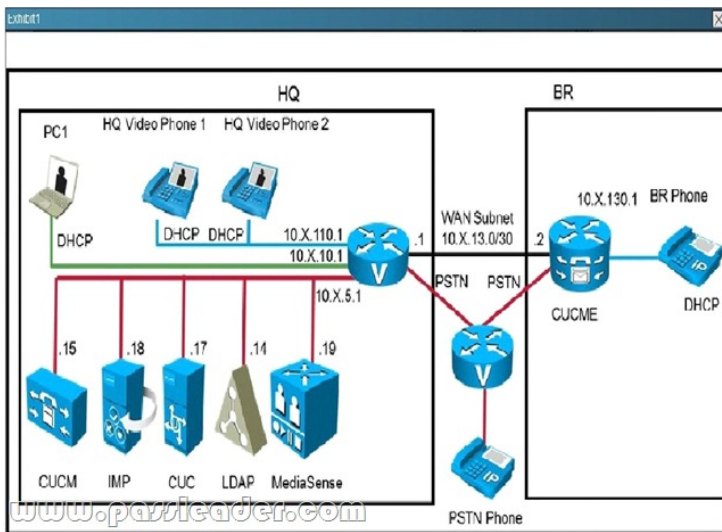 Exhibit1
HQ
BR
PC1
HQ Video Phone 1
HQ Video Phone 2
DHCP
DHCP
DHCP
10.X.110.1
10.X.10.1
10.X.5.1
.1
WAN Subnet
10.X.13.0/30
.2
10.X.130.1
BR Phone
IP
DHCP
V
PSTN
PSTN
CUCME
.15
.18
.17
.14
.19
V
CUCM
IMP
CUC
LDAP
MediaSense
IP
PSTN Phone
www.passleader.com